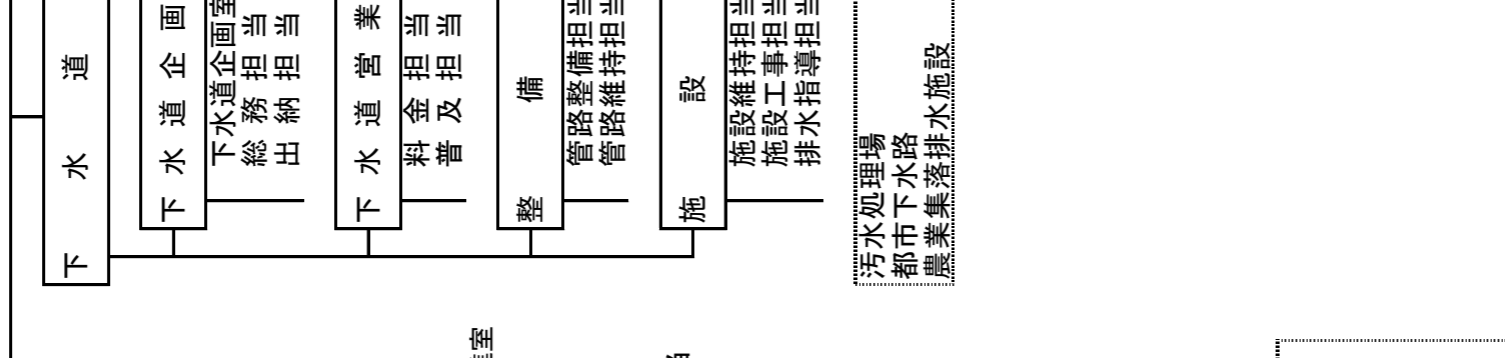 下水道
下水道企画
下水道企画室
総務担当
出納担当
下水道営業
料金担当
普及担当
整備
管路整備担当
管路維持担当
施設
施設維持担当
施設工事担当
排水指導担当
汚水処理場
都市下水路
農業集落排水施設
室